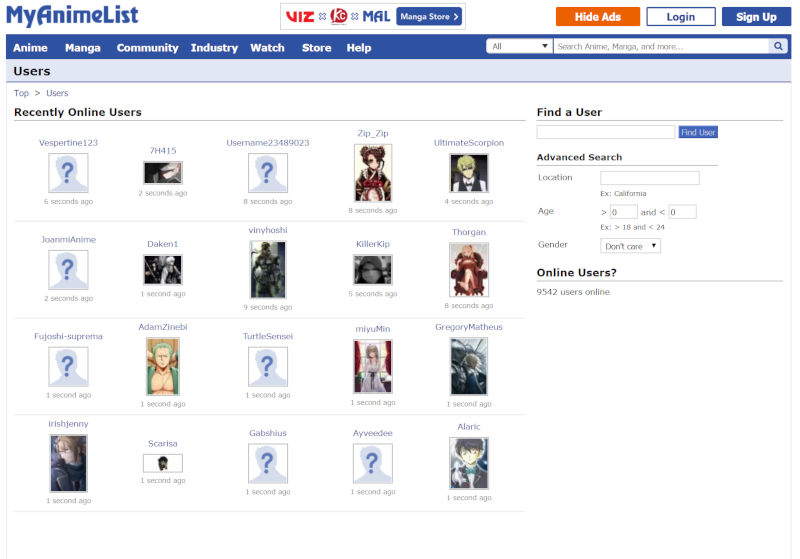 MyAnimeList
VIZ × KC × MAL Manga Store >
Hide Ads Login Sign Up
Anime Manga Community Industry Watch Store Help
All Search Anime, Manga, and more...
Users
Top > Users
Recently Online Users
Vespertine123 7H415 Username23489023 Zip_Zip UltimateScorpion
6 seconds ago 2 seconds ago 8 seconds ago 8 seconds ago 4 seconds ago
JoanmiAnime Daken1 vinyhoshi KillerKip Thorgan
2 seconds ago 1 second ago 9 seconds ago 5 seconds ago 8 seconds ago
Fujoshi-suprema AdamZinebi TurtleSensei miyuMin GregoryMatheus
1 second ago 1 second ago 1 second ago 1 second ago 1 second ago
irishjenny Scarisa Gabshius Ayveedee Alaric
1 second ago 1 second ago 1 second ago 1 second ago 1 second ago
Find a User
Find User
Advanced Search
Location
Ex: California
Age > 0 and < 0
Ex: > 18 and < 24
Gender Don't care
Online Users?
9542 users online